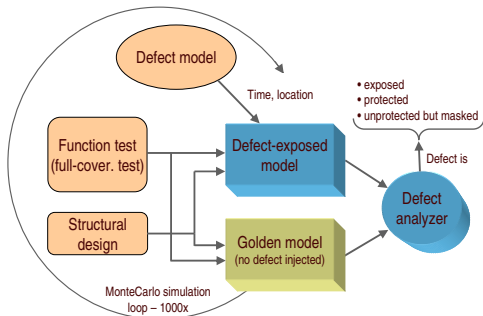 Defect model
Time, location
• exposed
• protected
• unprotected but masked
Function test
(full-cover. test)
Defect-exposed
model
Defect is
Structural
design
Golden model
(no defect injected)
Defect
analyzer
MonteCarlo simulation
loop – 1000x